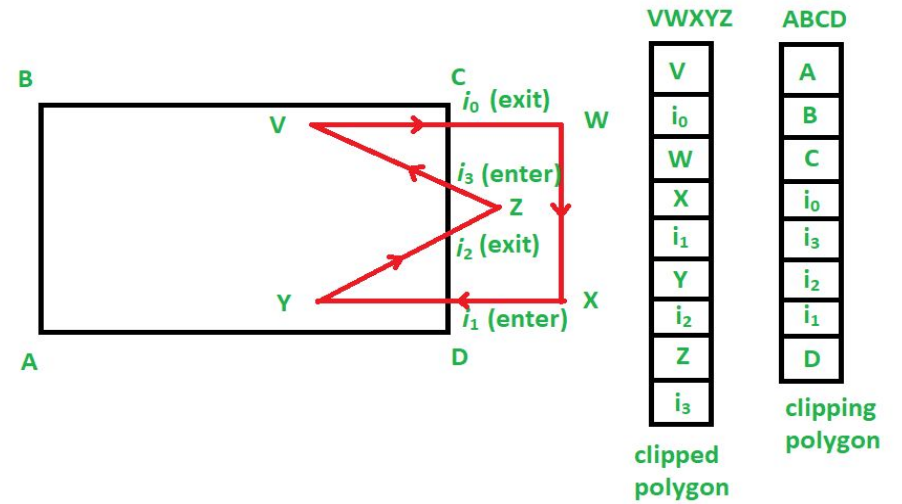 B
C
i₀ (exit)
V
W
i₃ (enter)
Z
i₂ (exit)
Y
X
i₁ (enter)
A
D
VWXYZ
V
i₀
W
X
i₁
Y
i₂
Z
i₃
clipped
polygon
ABCD
A
B
C
i₀
i₃
i₂
i₁
D
clipping
polygon